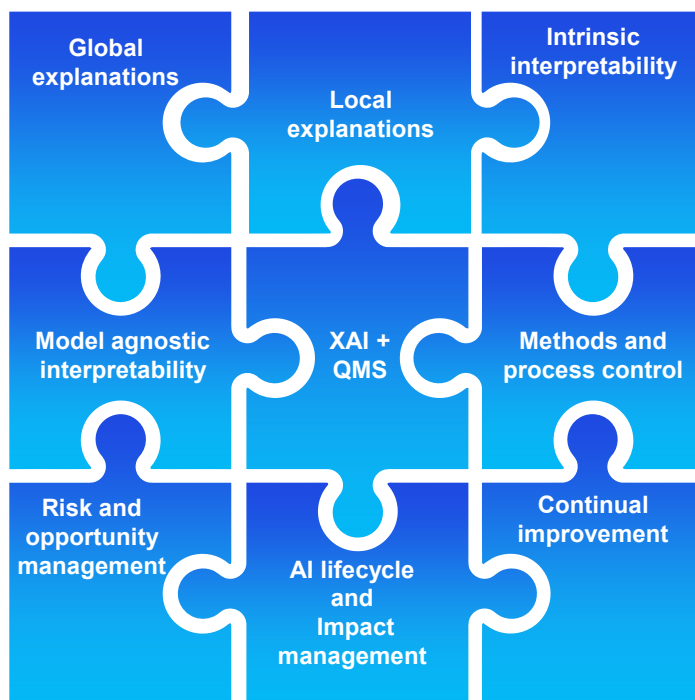 Global
explanations
Local
explanations
Intrinsic
interpretability
Model agnostic
interpretability
XAI +
QMS
Methods and
process control
Risk and
opportunity
management
AI lifecycle
and
Impact
management
Continual
improvement